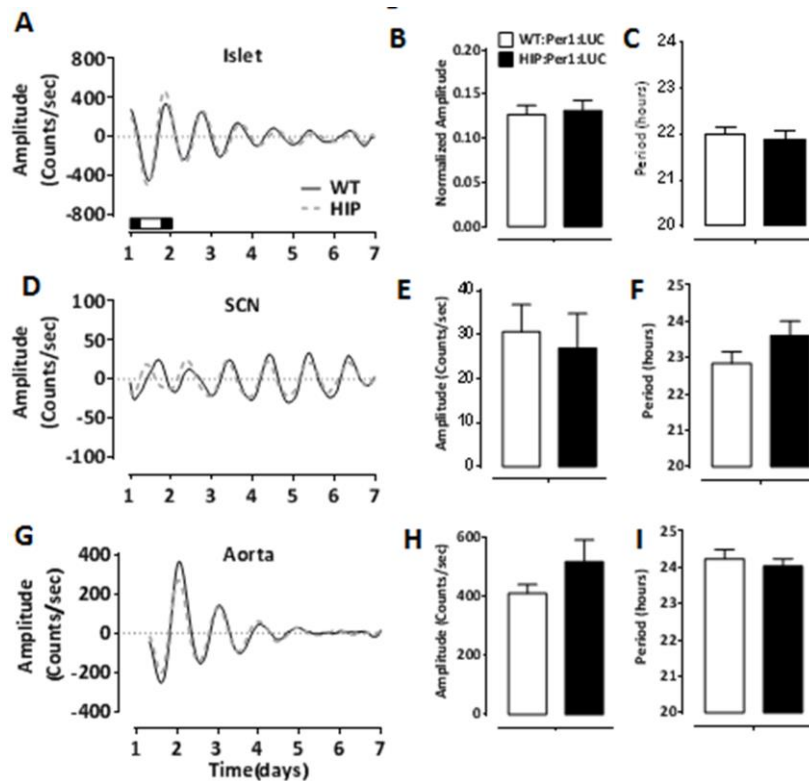 A
Islet
Amplitude
(Counts/sec)
800
400
0
-400
-800
WT
HIP
1 2 3 4 5 6 7
B
WT:Per1:LUC
HIP:Per1:LUC
Normalized Amplitude
0.20
0.15
0.10
0.05
0.00
C
Period (hours)
24
23
22
21
20
D
SCN
Amplitude
(Counts/sec)
100
50
0
-50
-100
1 2 3 4 5 6 7
E
Amplitude (Counts/sec)
40
30
20
10
0
F
Period (hours)
25
24
23
22
21
20
G
Aorta
Amplitude
(Counts/sec)
400
200
0
-200
-400
1 2 3 4 5 6 7
Time(days)
H
Amplitude (Counts/sec)
600
400
200
0
I
Period (hours)
25
24
23
22
21
20